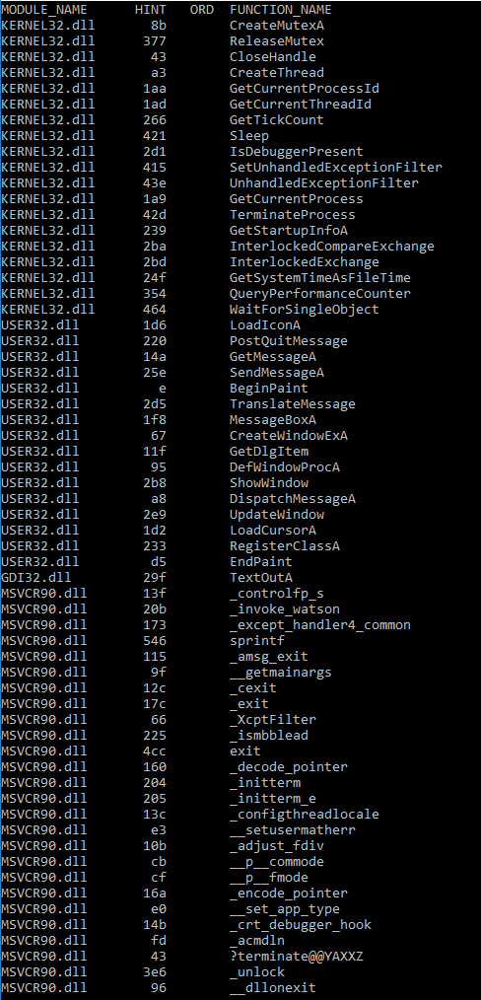 MODULE_NAME HINT ORD FUNCTION_NAME
KERNEL32.dll 8b CreateMutexA
KERNEL32.dll 377 ReleaseMutex
KERNEL32.dll 43 CloseHandle
KERNEL32.dll a3 CreateThread
KERNEL32.dll 1aa GetCurrentProcessId
KERNEL32.dll 1ad GetCurrentThreadId
KERNEL32.dll 266 GetTickCount
KERNEL32.dll 421 Sleep
KERNEL32.dll 2d1 IsDebuggerPresent
KERNEL32.dll 415 SetUnhandledExceptionFilter
KERNEL32.dll 43e UnhandledExceptionFilter
KERNEL32.dll 1a9 GetCurrentProcess
KERNEL32.dll 42d TerminateProcess
KERNEL32.dll 239 GetStartupInfoA
KERNEL32.dll 2ba InterlockedCompareExchange
KERNEL32.dll 2bd InterlockedExchange
KERNEL32.dll 24f GetSystemTimeAsFileTime
KERNEL32.dll 354 QueryPerformanceCounter
KERNEL32.dll 464 WaitForSingleObject
USER32.dll 1d6 LoadIconA
USER32.dll 220 PostQuitMessage
USER32.dll 14a GetMessageA
USER32.dll 25e SendMessageA
USER32.dll e BeginPaint
USER32.dll 2d5 TranslateMessage
USER32.dll 1f8 MessageBoxA
USER32.dll 67 CreateWindowExA
USER32.dll 11f GetDlgItem
USER32.dll 95 DefWindowProcA
USER32.dll 2b8 ShowWindow
USER32.dll a8 DispatchMessageA
USER32.dll 2e9 UpdateWindow
USER32.dll 1d2 LoadCursorA
USER32.dll 233 RegisterClassA
USER32.dll d5 EndPaint
GDI32.dll 29f TextOutA
MSVCR90.dll 13f _controlfp_s
MSVCR90.dll 20b _invoke_watson
MSVCR90.dll 173 _except_handler4_common
MSVCR90.dll 546 sprintf
MSVCR90.dll 115 _amsg_exit
MSVCR90.dll 9f __getmainargs
MSVCR90.dll 12c _cexit
MSVCR90.dll 17c _exit
MSVCR90.dll 66 _XcptFilter
MSVCR90.dll 225 _ismbblead
MSVCR90.dll 4cc exit
MSVCR90.dll 160 _decode_pointer
MSVCR90.dll 204 _initterm
MSVCR90.dll 205 _initterm_e
MSVCR90.dll 13c _configthreadlocale
MSVCR90.dll e3 __setusermatherr
MSVCR90.dll 10b _adjust_fdiv
MSVCR90.dll cb __p__commode
MSVCR90.dll cf __p__fmode
MSVCR90.dll 16a _encode_pointer
MSVCR90.dll e0 __set_app_type
MSVCR90.dll 14b _crt_debugger_hook
MSVCR90.dll fd _acmdln
MSVCR90.dll 43 ?terminate@@YAXXZ
MSVCR90.dll 3e6 _unlock
MSVCR90.dll 96 __dllonexit